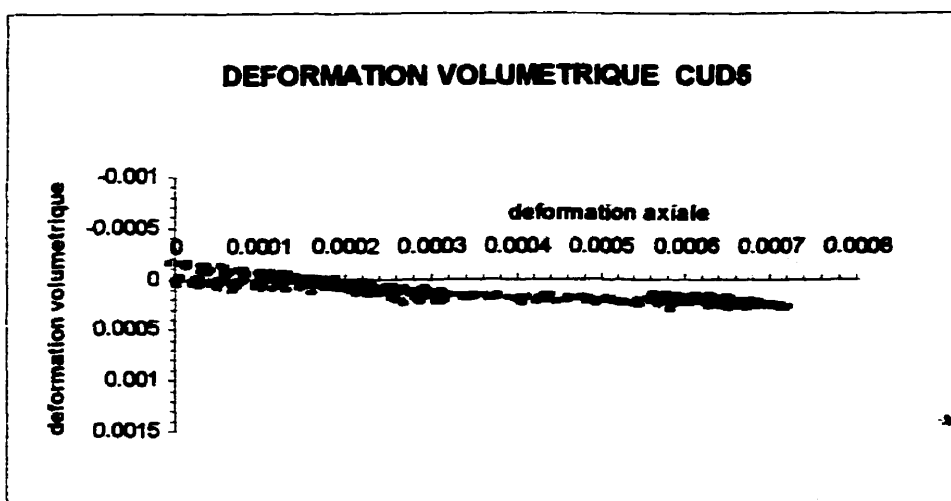 DEFORMATION VOLUMETRIQUE CUD5
deformation volumetrique
-0.001
-0.0005
0
0.0005
0.001
0.0015
deformation axiale
0 0.0001 0.0002 0.0003 0.0004 0.0005 0.0006 0.0007 0.0008